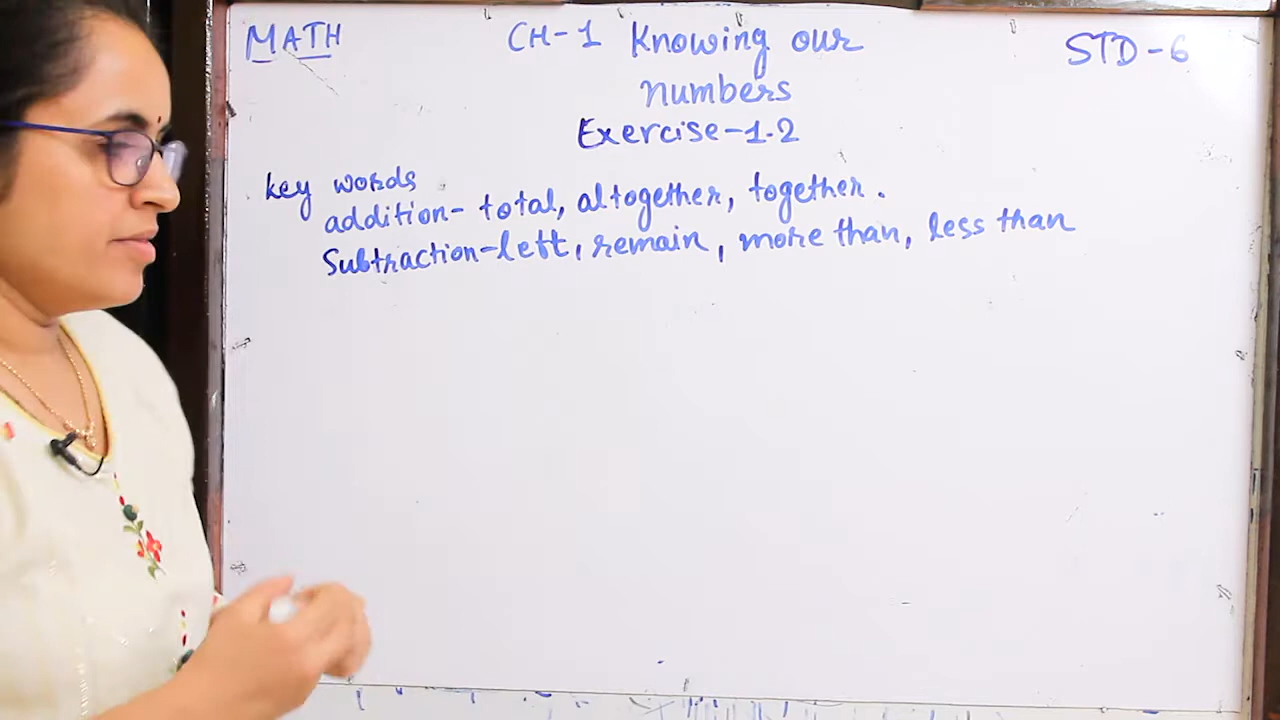 MATH
CH-1 Knowing our
numbers
STD-6
Exercise-1.2
key words
addition- total, altogether, together.
Subtraction-left, remain, more than, less than